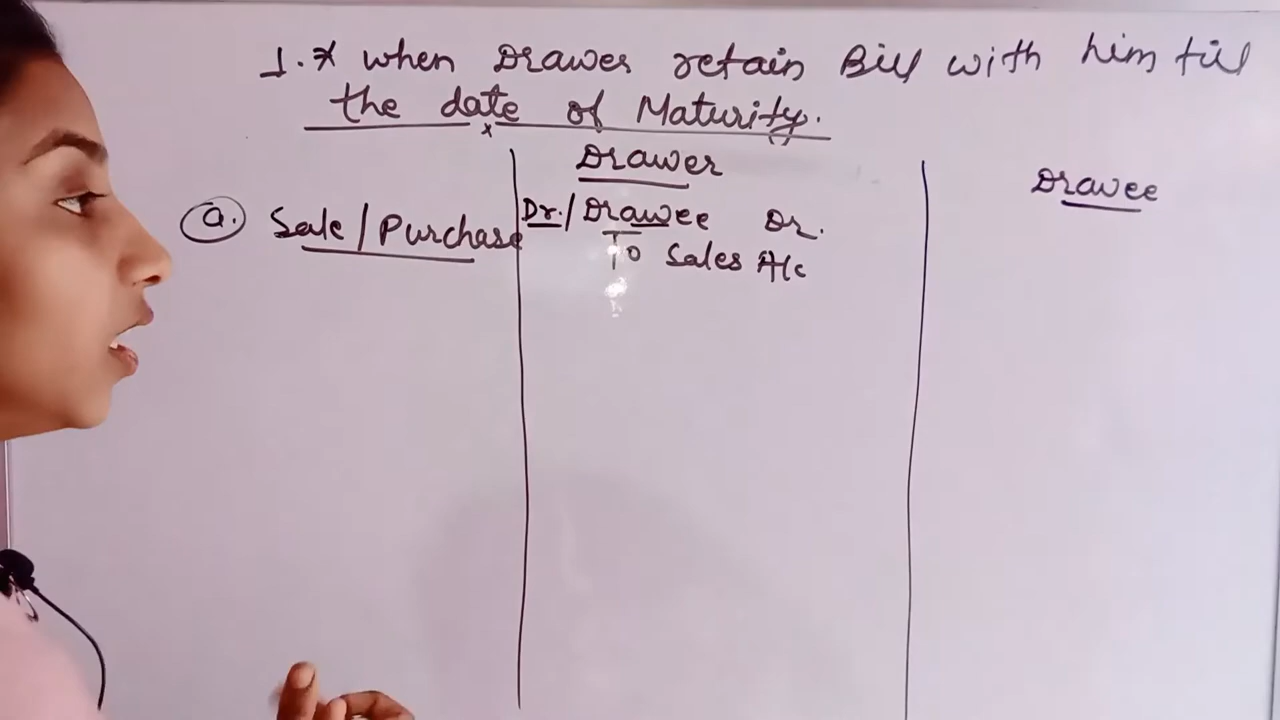 1.* when Drawer retain Bill with him till
the date of Maturity.
Drawer
Drawee
a. Sale/Purchase
Dr./Drawee Dr.
To Sales A/c